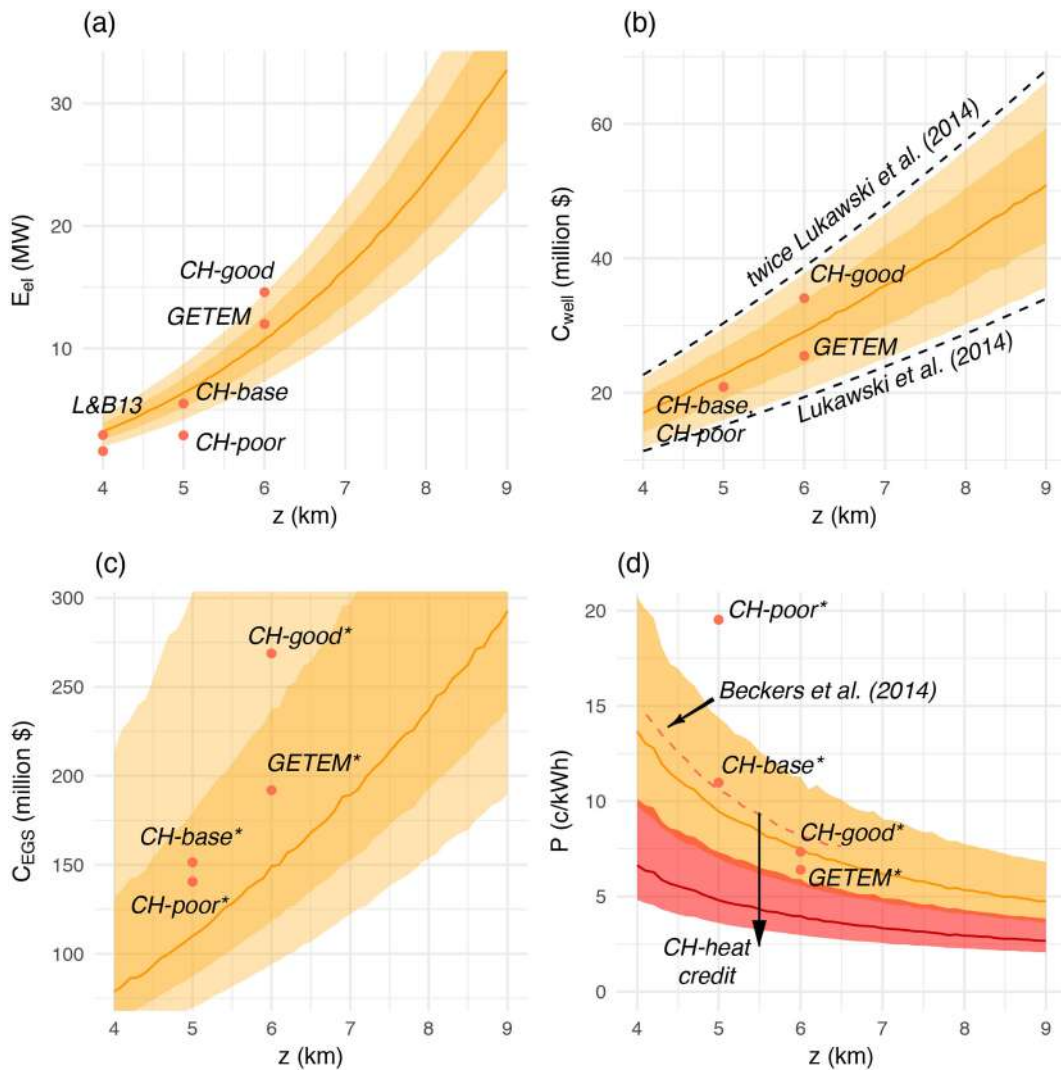 (a)
E_el (MW)
30
20
10
CH-good
GETEM
L&B13
CH-base
CH-poor
4 5 6 7 8 9
z (km)
(b)
C_well (million $)
60
40
20
twice Lukawski et al. (2014)
CH-good
GETEM
Lukawski et al. (2014)
CH-base,
CH-poor
4 5 6 7 8 9
z (km)
(c)
C_EGS (million $)
300
250
200
150
100
CH-good*
GETEM*
CH-base*
CH-poor*
4 5 6 7 8 9
z (km)
(d)
P (c/kWh)
20
15
10
5
0
CH-poor*
Beckers et al. (2014)
CH-base*
CH-good*
GETEM*
CH-heat
credit
4 5 6 7 8 9
z (km)